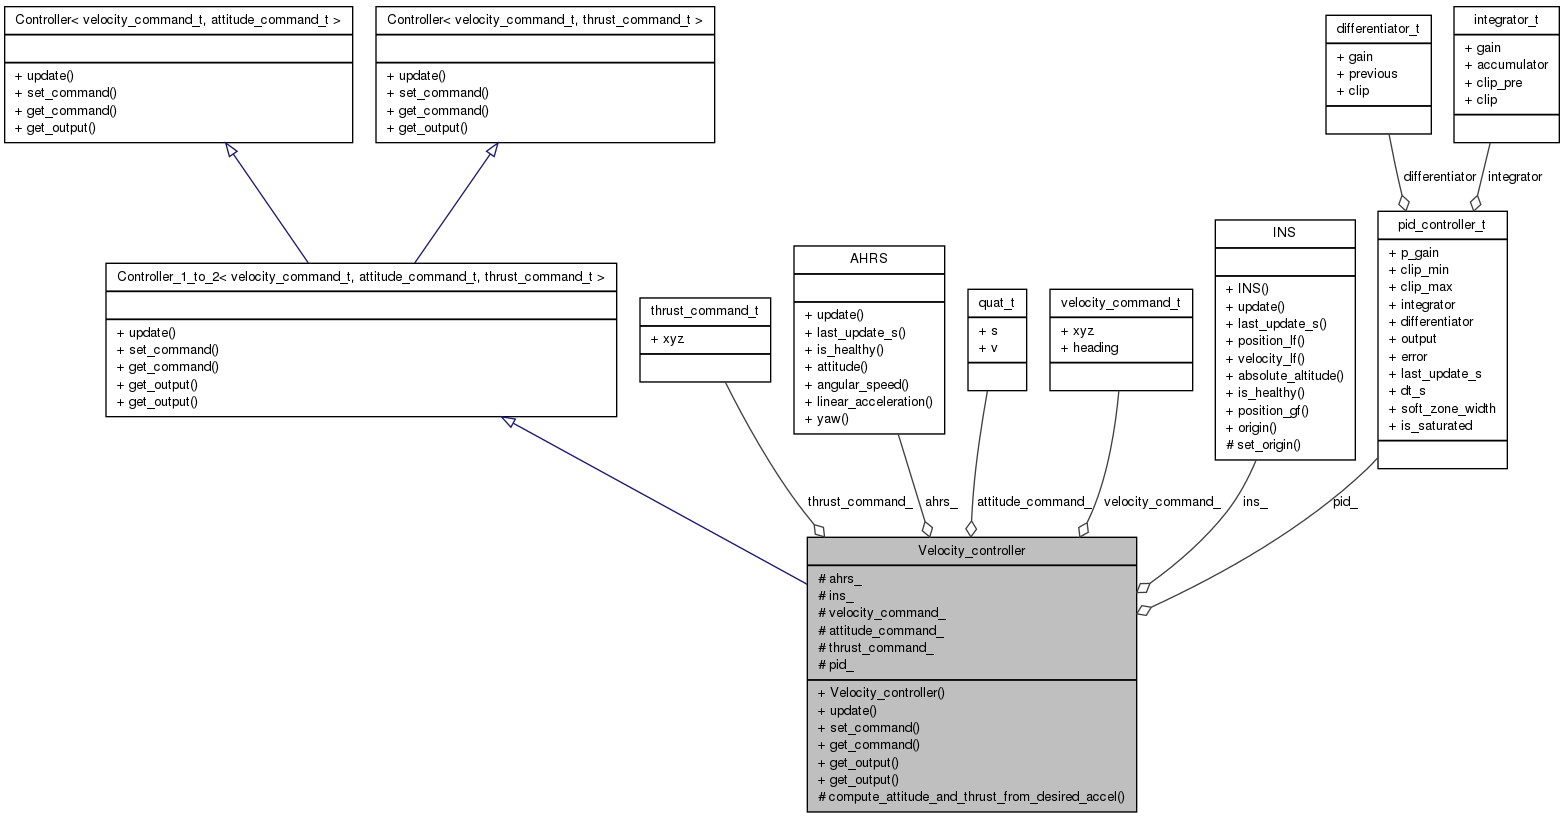 Controller< velocity_command_t, attitude_command_t >
+ update()
+ set_command()
+ get_command()
+ get_output()
Controller< velocity_command_t, thrust_command_t >
+ update()
+ set_command()
+ get_command()
+ get_output()
differentiator_t
+ gain
+ previous
+ clip
integrator_t
+ gain
+ accumulator
+ clip_pre
+ clip
differentiator
integrator
Controller_1_to_2< velocity_command_t, attitude_command_t, thrust_command_t >
+ update()
+ set_command()
+ get_command()
+ get_output()
+ get_output()
thrust_command_t
+ xyz
AHRS
+ update()
+ last_update_s()
+ is_healthy()
+ attitude()
+ angular_speed()
+ linear_acceleration()
+ yaw()
quat_t
+ s
+ v
velocity_command_t
+ xyz
+ heading
INS
+ INS()
+ update()
+ last_update_s()
+ position_lf()
+ velocity_lf()
+ absolute_altitude()
+ is_healthy()
+ position_gf()
+ origin()
# set_origin()
pid_controller_t
+ p_gain
+ clip_min
+ clip_max
+ integrator
+ differentiator
+ output
+ error
+ last_update_s
+ dt_s
+ soft_zone_width
+ is_saturated
thrust_command_
ahrs_
attitude_command_
velocity_command_
ins_
pid_
Velocity_controller
# ahrs_
# ins_
# velocity_command_
# attitude_command_
# thrust_command_
# pid_
+ Velocity_controller()
+ update()
+ set_command()
+ get_command()
+ get_output()
+ get_output()
# compute_attitude_and_thrust_from_desired_accel()